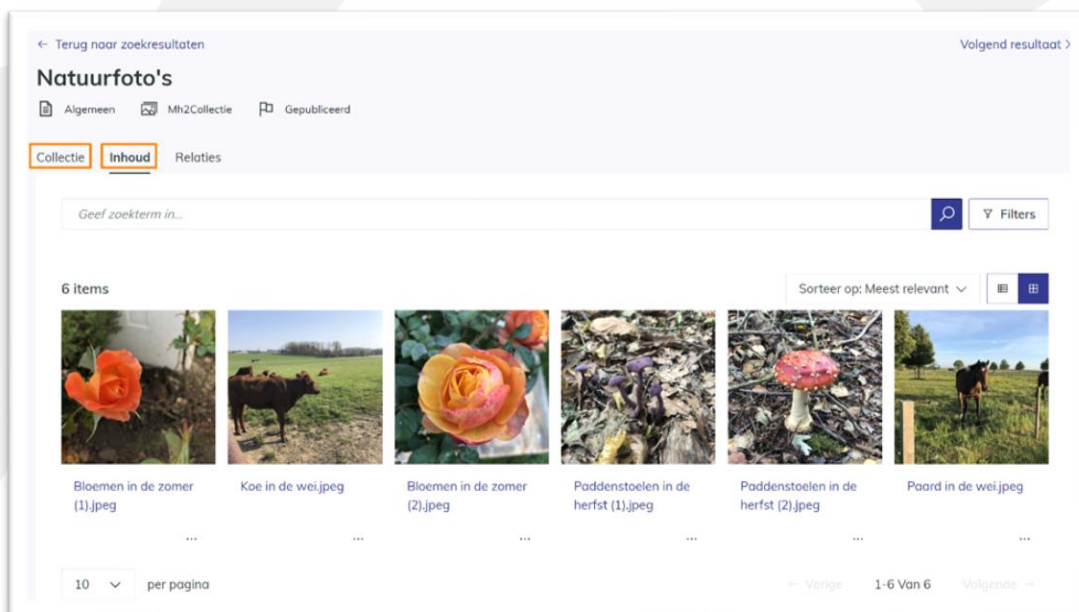 ← Terug naar zoekresultaten
Volgend resultaat >
Natuurfoto's
Algemeen Mh2Collectie Gepubliceerd
Collectie Inhoud Relaties
Geef zoekterm in...
Filters
6 items
Sorteer op: Meest relevant
Bloemen in de zomer
(1).jpeg
Koe in de wei.jpeg
Bloemen in de zomer
(2).jpeg
Paddenstoelen in de
herfst (1).jpeg
Paddenstoelen in de
herfst (2).jpeg
Paard in de wei.jpeg
... ... ... ... ... ...
10 per pagina
← Vorige 1-6 Van 6 Volgende →